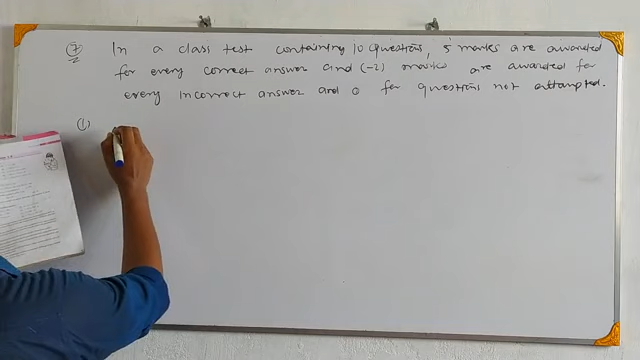 7 In a class test containing 10 questions, 5 marks are awarded
for every correct answer and (-2) marks are awarded for
every incorrect answer and 0 for questions not attempted.
(1)